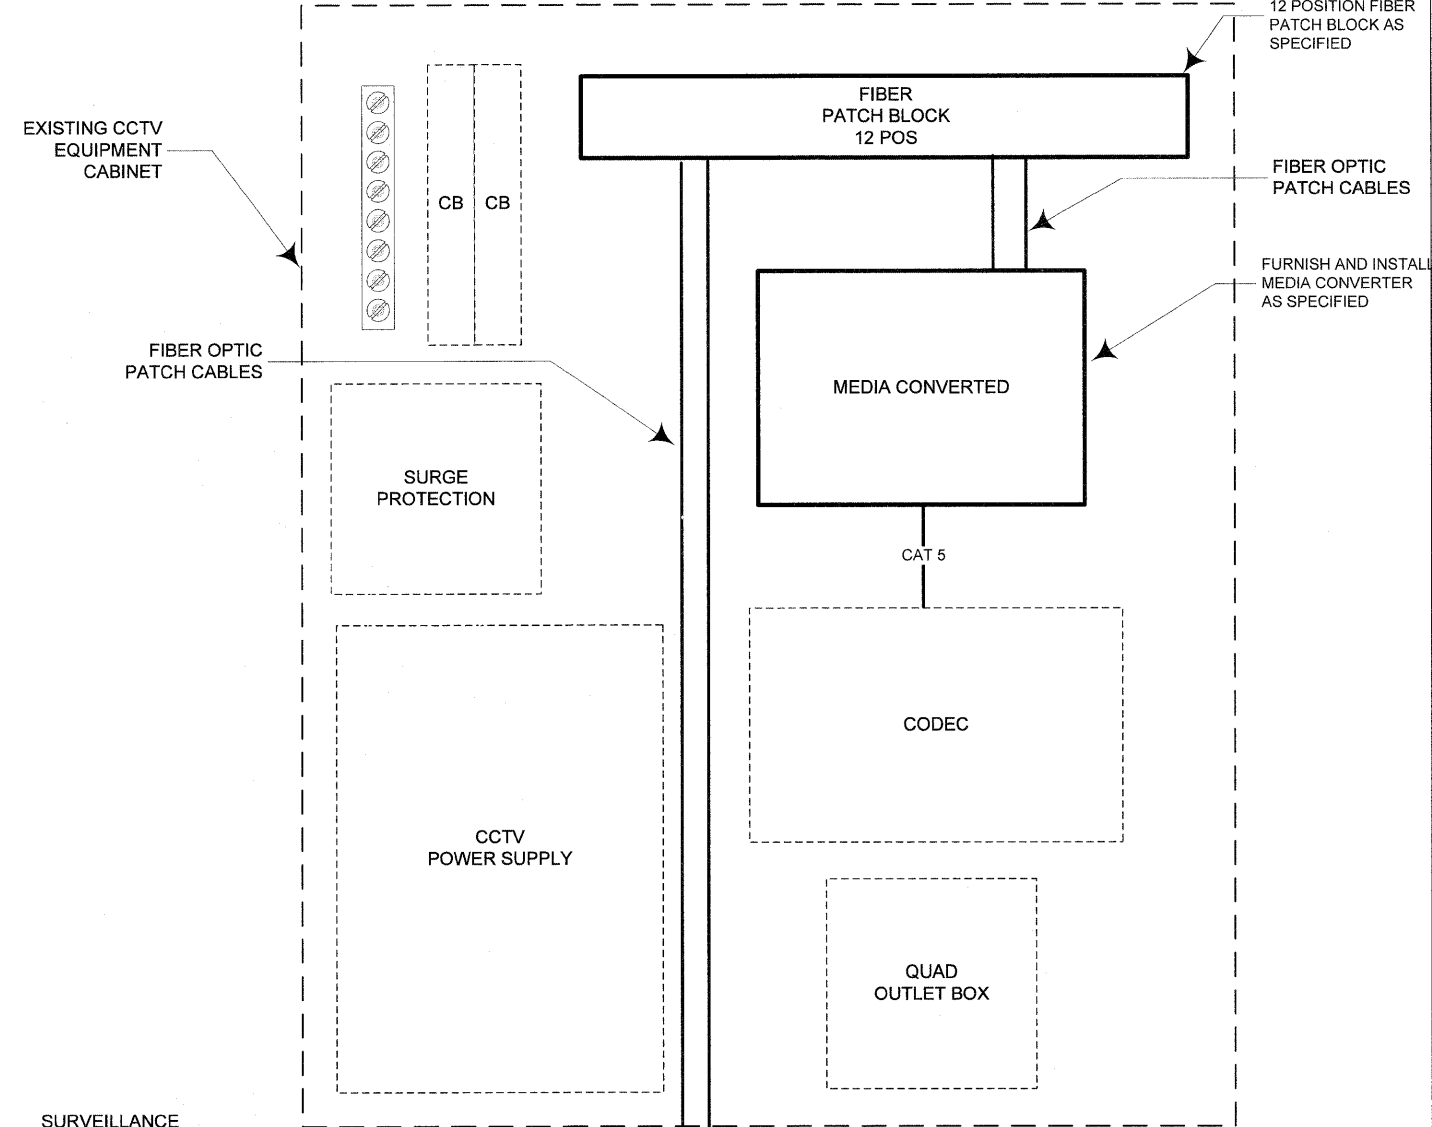 12 POSITION FIBER
PATCH BLOCK AS
SPECIFIED
FIBER
PATCH BLOCK
12 POS
EXISTING CCTV
EQUIPMENT
CABINET
FIBER OPTIC
PATCH CABLES
CB
CB
FURNISH AND INSTALL
MEDIA CONVERTER
AS SPECIFIED
FIBER OPTIC
PATCH CABLES
MEDIA CONVERTED
SURGE
PROTECTION
CAT 5
CODEC
CCTV
POWER SUPPLY
QUAD
OUTLET BOX
SURVEILLANCE